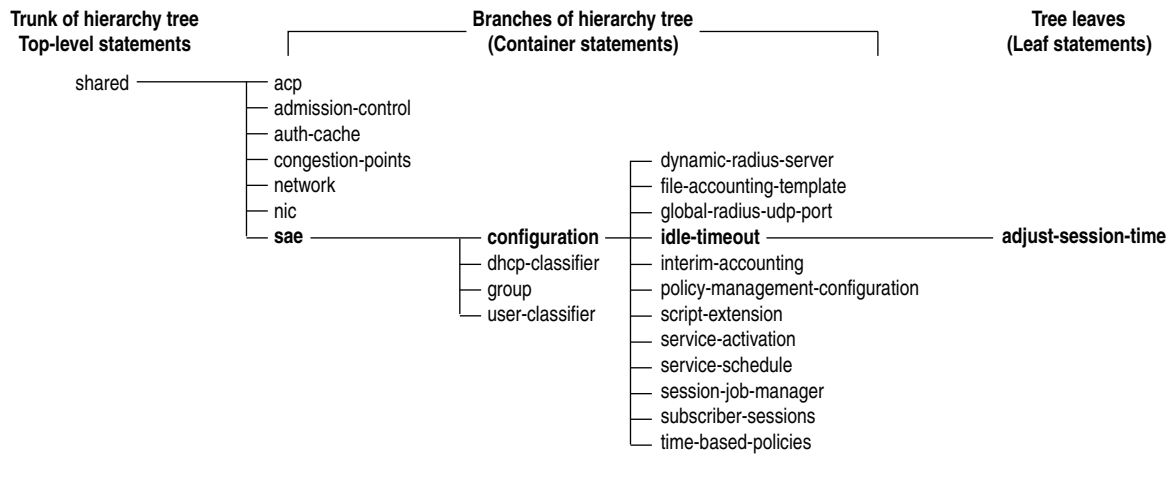 Trunk of hierarchy tree
Top-level statements
Branches of hierarchy tree
(Container statements)
Tree leaves
(Leaf statements)
shared
acp
admission-control
auth-cache
congestion-points
network
nic
sae
configuration
dhcp-classifier
group
user-classifier
dynamic-radius-server
file-accounting-template
global-radius-udp-port
idle-timeout
interim-accounting
policy-management-configuration
script-extension
service-activation
service-schedule
session-job-manager
subscriber-sessions
time-based-policies
adjust-session-time